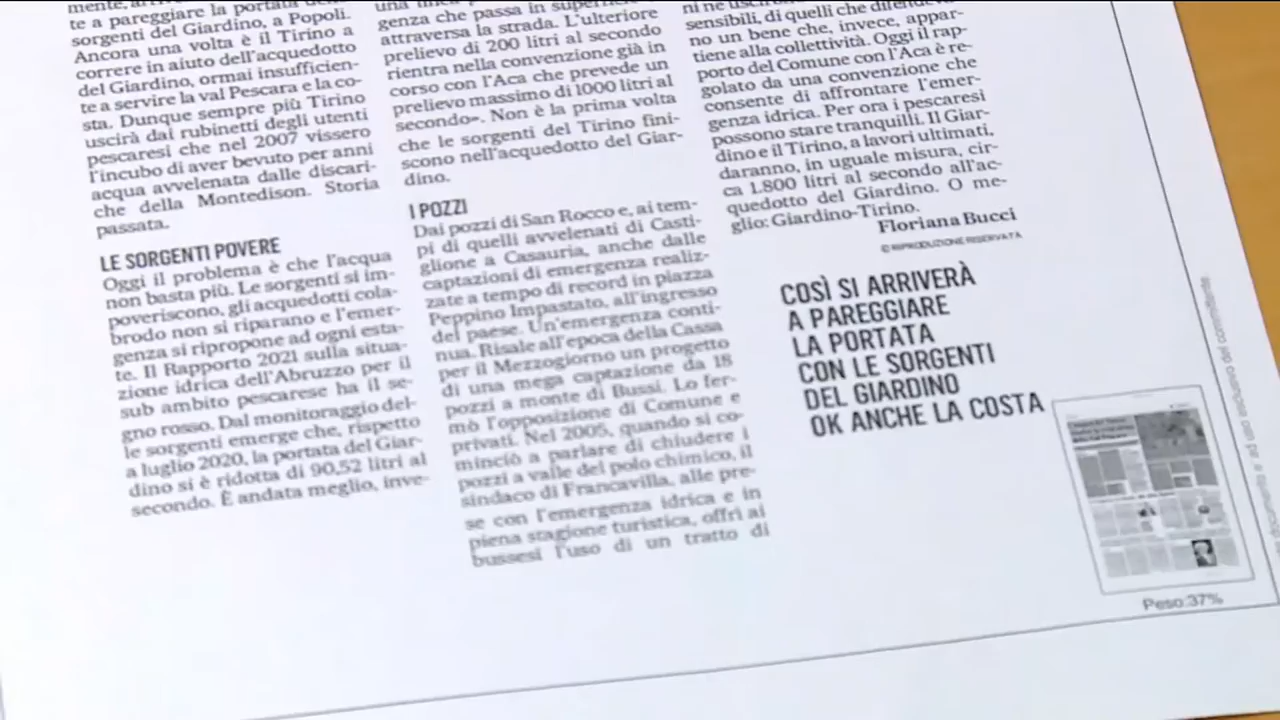 te a pareggiare la portata delle
sorgenti del Giardino, a Popoli.
Ancora una volta è il Tirino a
correre in aiuto dell'acquedotto
del Giardino, ormai insufficien-
te a servire la val Pescara e la co-
sta. Dunque sempre più Tirino
uscirà dai rubinetti degli utenti
pescaresi che nel 2007 vissero
l'incubo di aver bevuto per anni
acqua avvelenata dalle discari-
che della Montedison. Storia
passata.
LE SORGENTI POVERE
Oggi il problema è che l'acqua
non basta più. Le sorgenti si im-
poveriscono, gli acquedotti cola-
brodo non si riparano e l'emer-
genza si ripropone ad ogni esta-
te. Il Rapporto 2021 sulla situa-
zione idrica dell'Abruzzo per il
sub ambito pescarese ha il se-
gno rosso. Dal monitoraggio del-
le sorgenti emerge che, rispetto
a luglio 2020, la portata del Giar-
dino si è ridotta di 90,52 litri al
secondo. È andata meglio, inve-
genza che passa in superficie
attraversa la strada. L'ulteriore
prelievo di 200 litri al secondo
rientra nella convenzione già in
corso con l'Aca che prevede un
prelievo massimo di 1000 litri al
secondo». Non è la prima volta
che le sorgenti del Tirino fini-
scono nell'acquedotto del Giar-
dino.
I POZZI
Dai pozzi di San Rocco e, ai tem-
pi di quelli avvelenati di Casti-
glione a Casauria, anche dalle
captazioni di emergenza realiz-
zate a tempo di record in piazza
Peppino Impastato, all'ingresso
del paese. Un'emergenza conti-
nua. Risale all'epoca della Cassa
per il Mezzogiorno un progetto
di una mega captazione da 18
pozzi a monte di Bussi. Lo fer-
mò l'opposizione di Comune e
privati. Nel 2005, quando si co-
minciò a parlare di chiudere i
pozzi a valle del polo chimico, il
sindaco di Francavilla, alle pre-
se con l'emergenza idrica e in
piena stagione turistica, offrì ai
bussesi l'uso di un tratto di
sensibili, di quelli che difendo
no un bene che, invece, appar-
tiene alla collettività. Oggi il rap-
porto del Comune con l'Aca è re-
golato da una convenzione che
consente di affrontare l'emer-
genza idrica. Per ora i pescaresi
possono stare tranquilli. Il Giar-
dino e il Tirino, a lavori ultimati,
daranno, in uguale misura, cir-
ca 1.800 litri al secondo all'ac-
quedotto del Giardino. O me-
glio: Giardino-Tirino.
Floriana Bucci
© RIPRODUZIONE RISERVATA
COSÌ SI ARRIVERÀ
A PAREGGIARE
LA PORTATA
CON LE SORGENTI
DEL GIARDINO
OK ANCHE LA COSTA
Peso:37%
documento e ad uso esclusivo del committente.